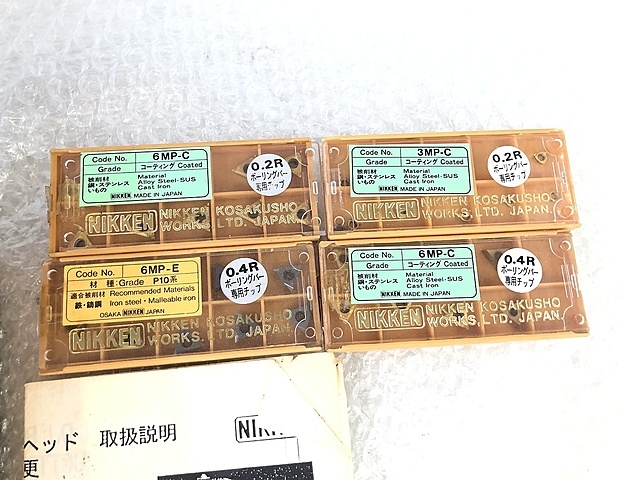 Code No. 6MP-C
Grade コーティング Coated
被削材 Material
鋼・ステンレス Alloy Steel-SUS
いもの Cast Iron
NIKKEN MADE IN JAPAN
0.2R
ボーリングバー
専用チップ
NIKKEN NIKKEN KOSAKUSHO
WORKS. LTD, JAPAN.
Code No. 3MP-C
Grade コーティング Coated
被削材 Material
鋼・ステンレス Alloy Steel-SUS
いもの Cast Iron
NIKKEN MADE IN JAPAN
0.2R
ボーリングバー
専用チップ
NIKKEN NIKKEN KOSAKUSHO
WORKS. LTD, JAPAN.
Code No. 6MP-E
材 種:Grade P10系
適合被削材 Recommended Materials
鉄・鋳鋼 Iron steel・Malleable iron
OSAKA NIKKEN JAPAN
0.4R
ボーリングバー
専用チップ
NIKKEN NIKKEN KOSAKUSHO
WORKS. LTD, JAPAN.
Code No. 6MP-C
Grade コーティング Coated
被削材 Material
鋼・ステンレス Alloy Steel-SUS
いもの Cast Iron
NIKKEN MADE IN JAPAN
0.4R
ボーリングバー
専用チップ
NIKKEN NIKKEN KOSAKUSHO
WORKS. LTD, JAPAN.
ヘッド 取扱説明
更